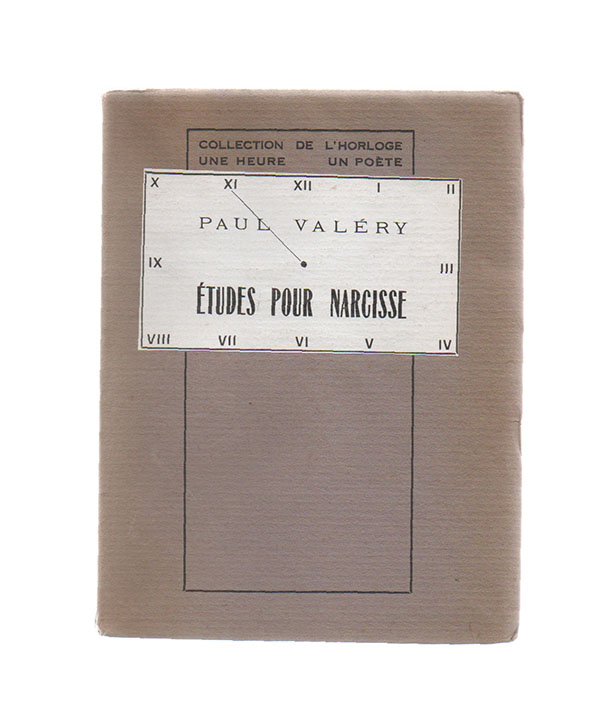 COLLECTION DE L'HORLOGE
UNE HEURE UN POÈTE
X XI XII I II
PAUL VALÉRY
IX III
ÉTUDES POUR NARCISSE
VIII VII VI V IV